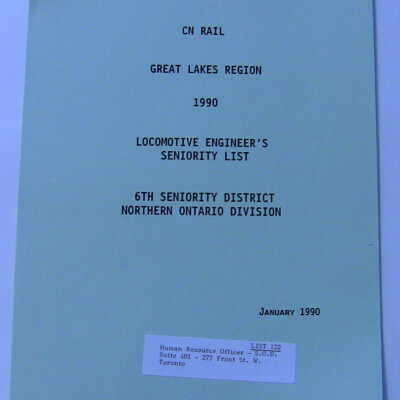 CN RAIL
GREAT LAKES REGION
1990
LOCOMOTIVE ENGINEER'S
SENIORITY LIST
6TH SENIORITY DISTRICT
NORTHERN ONTARIO DIVISION
JANUARY 1990
LIST 122
Human Resource Officer - S.O.D.
Suite 401 - 277 Front St. W.
Toronto